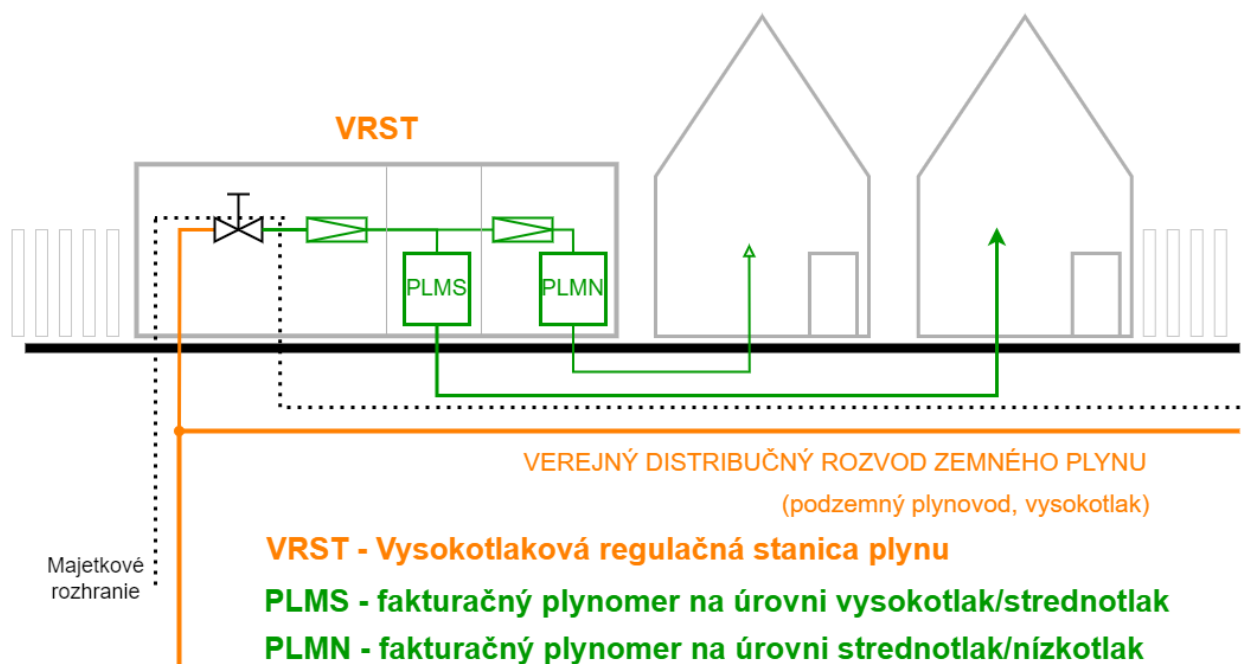 VRST
PLMS
PLMN
VEREJNÝ DISTRIBUČNÝ ROZVOD ZEMNÉHO PLYNU
(podzemný plynovod, vysokotlak)
Majetkové
rozhranie
VRST - Vysokotlaková regulačná stanica plynu
PLMS - fakturačný plynomer na úrovni vysokotlak/strednotlak
PLMN - fakturačný plynomer na úrovni strednotlak/nízkotlak